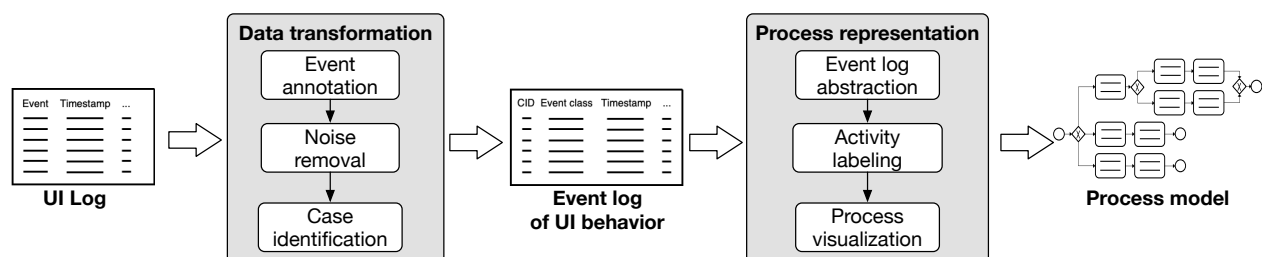 Event Timestamp ...
UI Log
Data transformation
Event
annotation
Noise
removal
Case
identification
CID Event class Timestamp ...
Event log
of UI behavior
Process representation
Event log
abstraction
Activity
labeling
Process
visualization
Process model